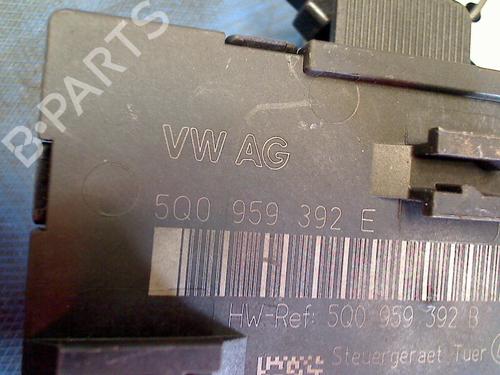 B-PARTS
VW AG
5Q0 959 392 E
HW-Ref: 5Q0 959 392 B
Steuergeraet Tuer